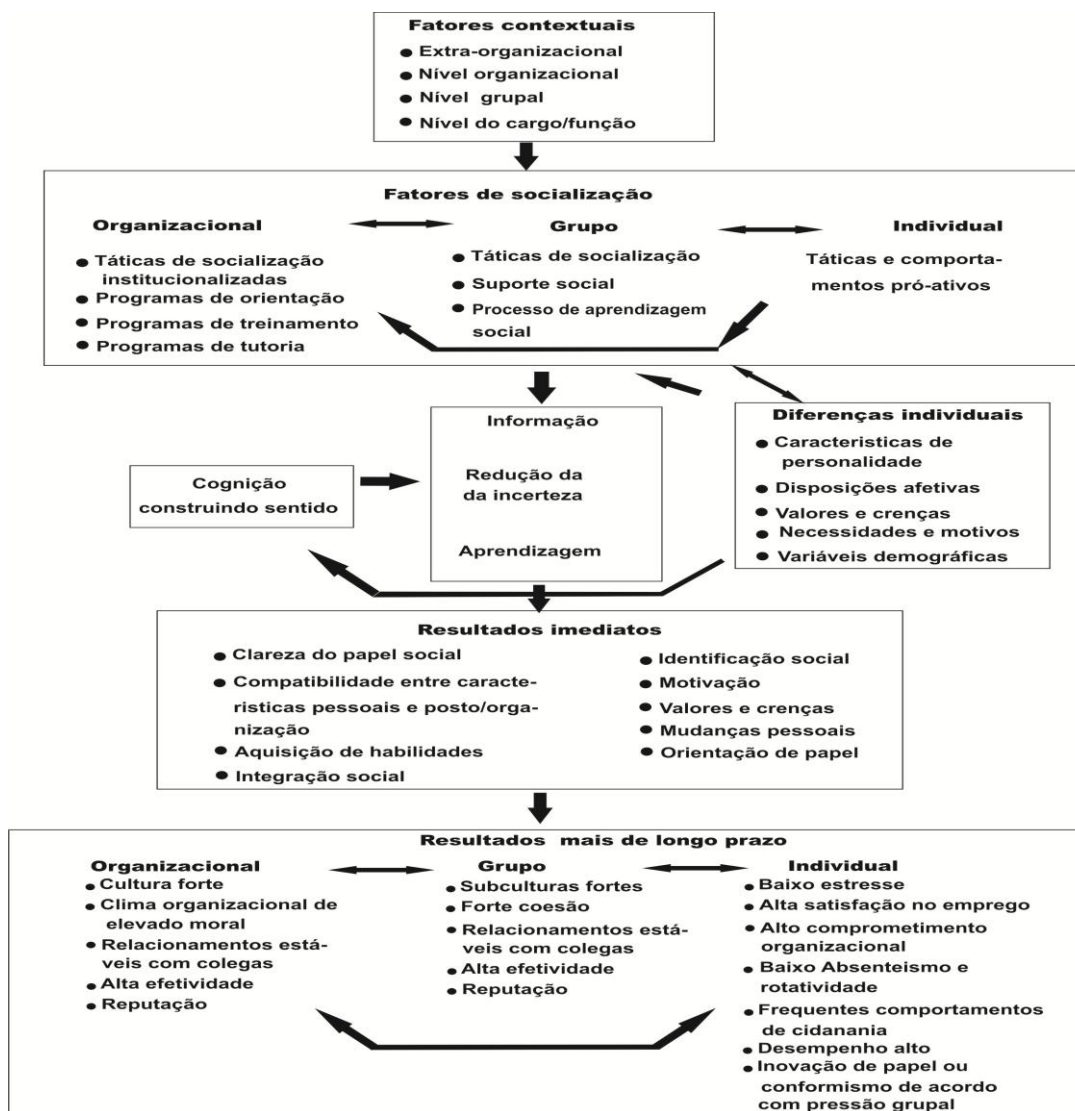 Fatores contextuais
● Extra-organizacional
● Nível organizacional
● Nível grupal
● Nível do cargo/função
Fatores de socialização
Organizacional
● Táticas de socialização
institucionalizadas
● Programas de orientação
● Programas de treinamento
● Programas de tutoria
Grupo
● Táticas de socialização
● Suporte social
● Processo de aprendizagem
social
Individual
Táticas e comporta-
mentos pró-ativos
Informação
Redução da
da incerteza
Aprendizagem
Cognição
construindo sentido
Diferenças individuais
● Caracteristicas de
personalidade
● Disposições afetivas
● Valores e crenças
● Necessidades e motivos
● Variáveis demográficas
Resultados imediatos
● Clareza do papel social
● Compatibilidade entre caracte-
risticas pessoais e posto/orga-
nização
● Aquisição de habilidades
● Integração social
● Identificação social
● Motivação
● Valores e crenças
● Mudanças pessoais
● Orientação de papel
Resultados mais de longo prazo
Organizacional
● Cultura forte
● Clima organizacional de
elevado moral
● Relacionamentos está-
veis com colegas
● Alta efetividade
● Reputação
Grupo
● Subculturas fortes
● Forte coesão
● Relacionamentos está-
veis com colegas
● Alta efetividade
● Reputação
Individual
● Baixo estresse
● Alta satisfação no emprego
● Alto comprometimento
organizacional
● Baixo Absenteismo e
rotatividade
● Frequentes comportamentos
de cidanania
● Desempenho alto
● Inovação de papel ou
conformismo de acordo
com pressão grupal